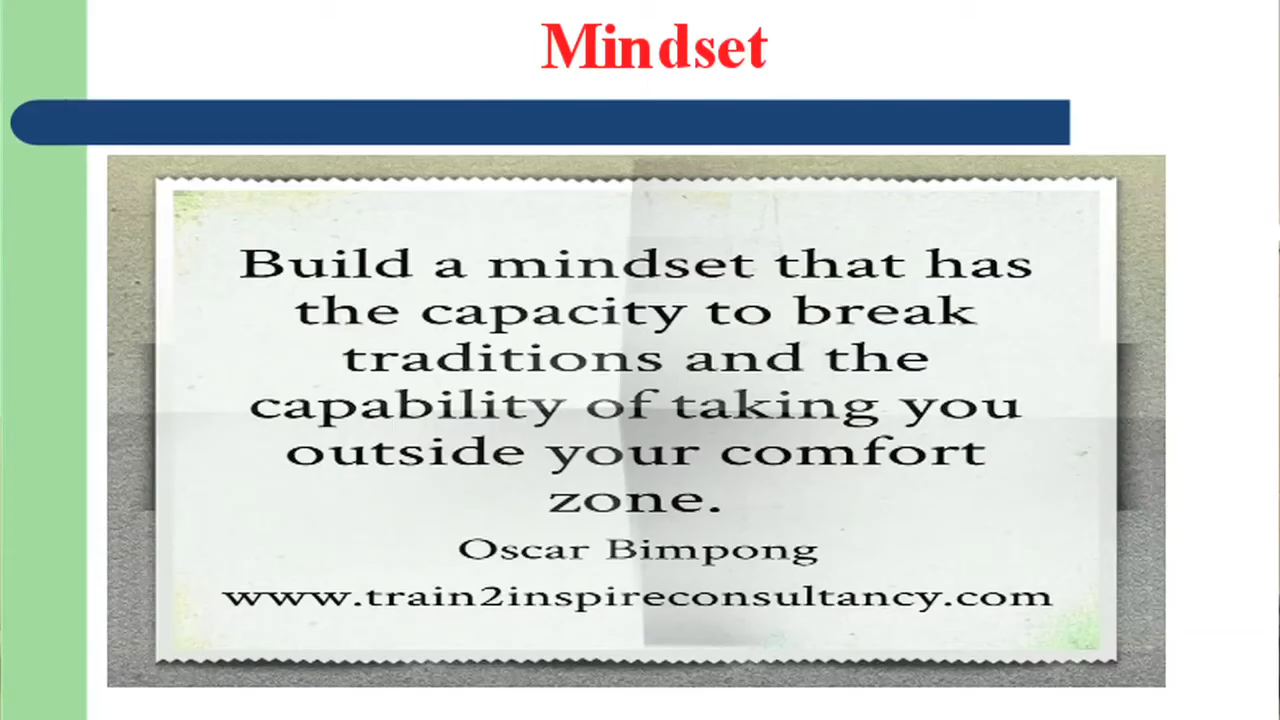 Mindset
Build a mindset that has
the capacity to break
traditions and the
capability of taking you
outside your comfort
zone.
Oscar Bimpong
www.train2inspireconsultancy.com